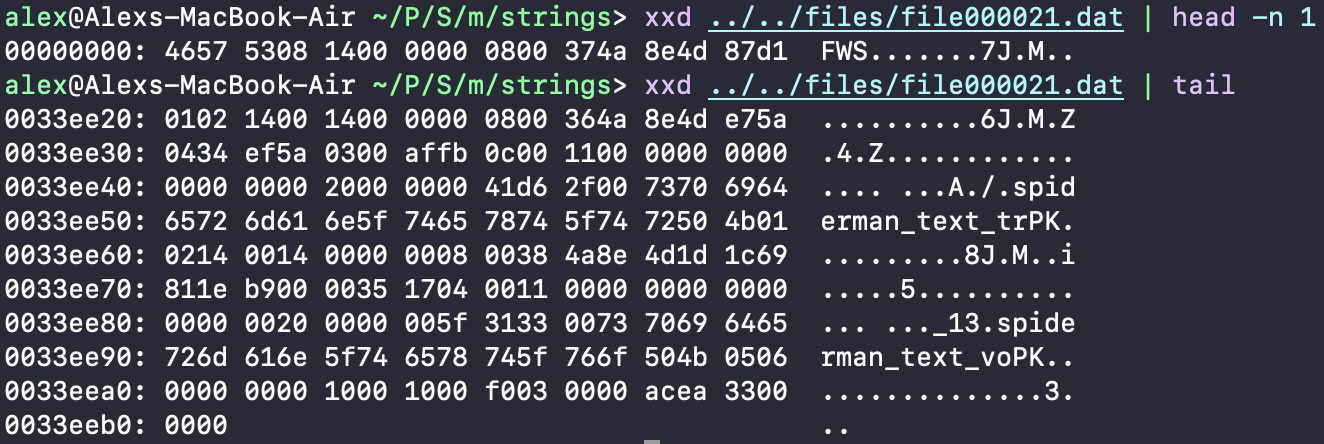 alex@Alexs-MacBook-Air ~/P/S/m/strings> xxd ../../files/file000021.dat | head -n 1
00000000: 4657 5308 1400 0000 0800 374a 8e4d 87d1  FWS.......7J.M..
alex@Alexs-MacBook-Air ~/P/S/m/strings> xxd ../../files/file000021.dat | tail
0033ee20: 0102 1400 1400 0000 0800 364a 8e4d e75a  ..........6J.M.Z
0033ee30: 0434 ef5a 0300 affb 0c00 1100 0000 0000  .4.Z............
0033ee40: 0000 0000 2000 0000 41d6 2f00 7370 6964  .... ...A./.spid
0033ee50: 6572 6d61 6e5f 7465 7874 5f74 7250 4b01  erman_text_trPK.
0033ee60: 0214 0014 0000 0008 0038 4a8e 4d1d 1c69  .........8J.M..i
0033ee70: 811e b900 0035 1704 0011 0000 0000 0000  .....5..........
0033ee80: 0000 0020 0000 005f 3133 0073 7069 6465  ... ..._13.spide
0033ee90: 726d 616e 5f74 6578 745f 766f 504b 0506  rman_text_voPK..
0033eea0: 0000 0000 1000 1000 f003 0000 acea 3300  ..............3.
0033eeb0: 0000                                     ..